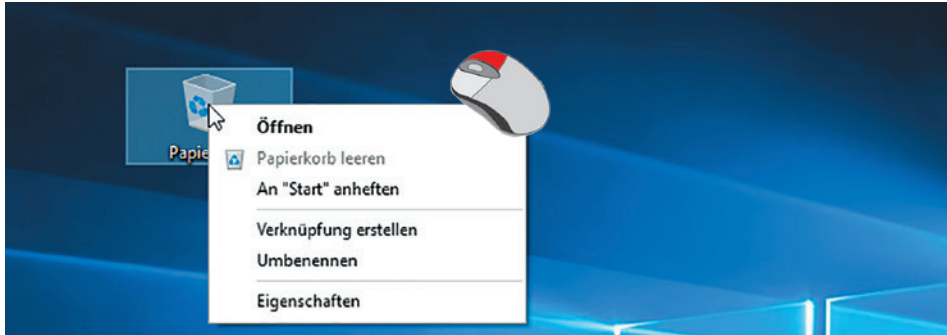 Öffnen
Papie
Papierkorb leeren
An "Start" anheften
Verknüpfung erstellen
Umbenennen
Eigenschaften